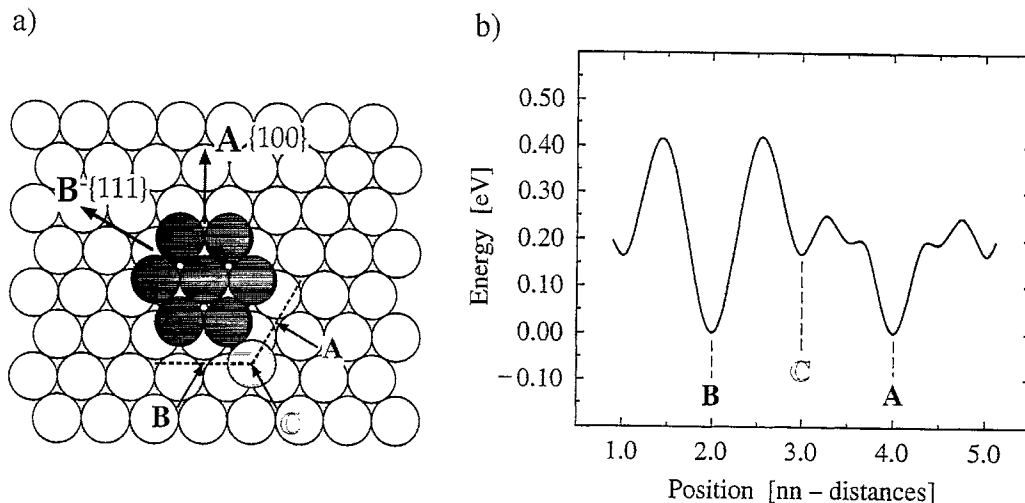 a)
A {100}
B {111}
A
B
C
b)
Energy [eV]
0.50
0.40
0.30
0.20
0.10
0.00
−0.10
B
C
A
1.0 2.0 3.0 4.0 5.0
Position [nn − distances]